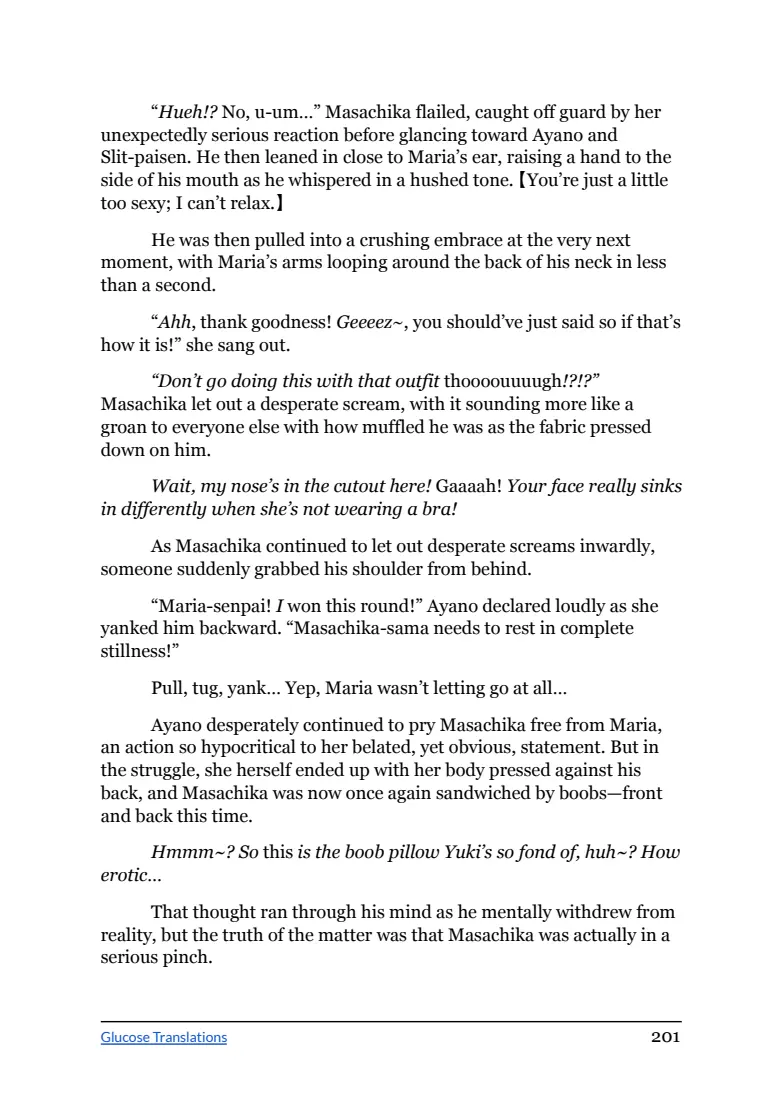 “Hueh!? No, u-um…” Masachika flailed, caught off guard by her
unexpectedly serious reaction before glancing toward Ayano and
Slit-paisen. He then leaned in close to Maria’s ear, raising a hand to the
side of his mouth as he whispered in a hushed tone. 【You’re just a little
too sexy; I can’t relax.】
He was then pulled into a crushing embrace at the very next
moment, with Maria’s arms looping around the back of his neck in less
than a second.
“Ahh, thank goodness! Geeeez~, you should’ve just said so if that’s
how it is!” she sang out.
“Don’t go doing this with that outfit thoooouuuugh!?!?”
Masachika let out a desperate scream, with it sounding more like a
groan to everyone else with how muffled he was as the fabric pressed
down on him.
Wait, my nose’s in the cutout here! Gaaaah! Your face really sinks
in differently when she’s not wearing a bra!
As Masachika continued to let out desperate screams inwardly,
someone suddenly grabbed his shoulder from behind.
“Maria-senpai! I won this round!” Ayano declared loudly as she
yanked him backward. “Masachika-sama needs to rest in complete
stillness!”
Pull, tug, yank… Yep, Maria wasn’t letting go at all…
Ayano desperately continued to pry Masachika free from Maria,
an action so hypocritical to her belated, yet obvious, statement. But in
the struggle, she herself ended up with her body pressed against his
back, and Masachika was now once again sandwiched by boobs—front
and back this time.
Hmmm~? So this is the boob pillow Yuki’s so fond of, huh~? How
erotic…
That thought ran through his mind as he mentally withdrew from
reality, but the truth of the matter was that Masachika was actually in a
serious pinch.
Glucose Translations
201